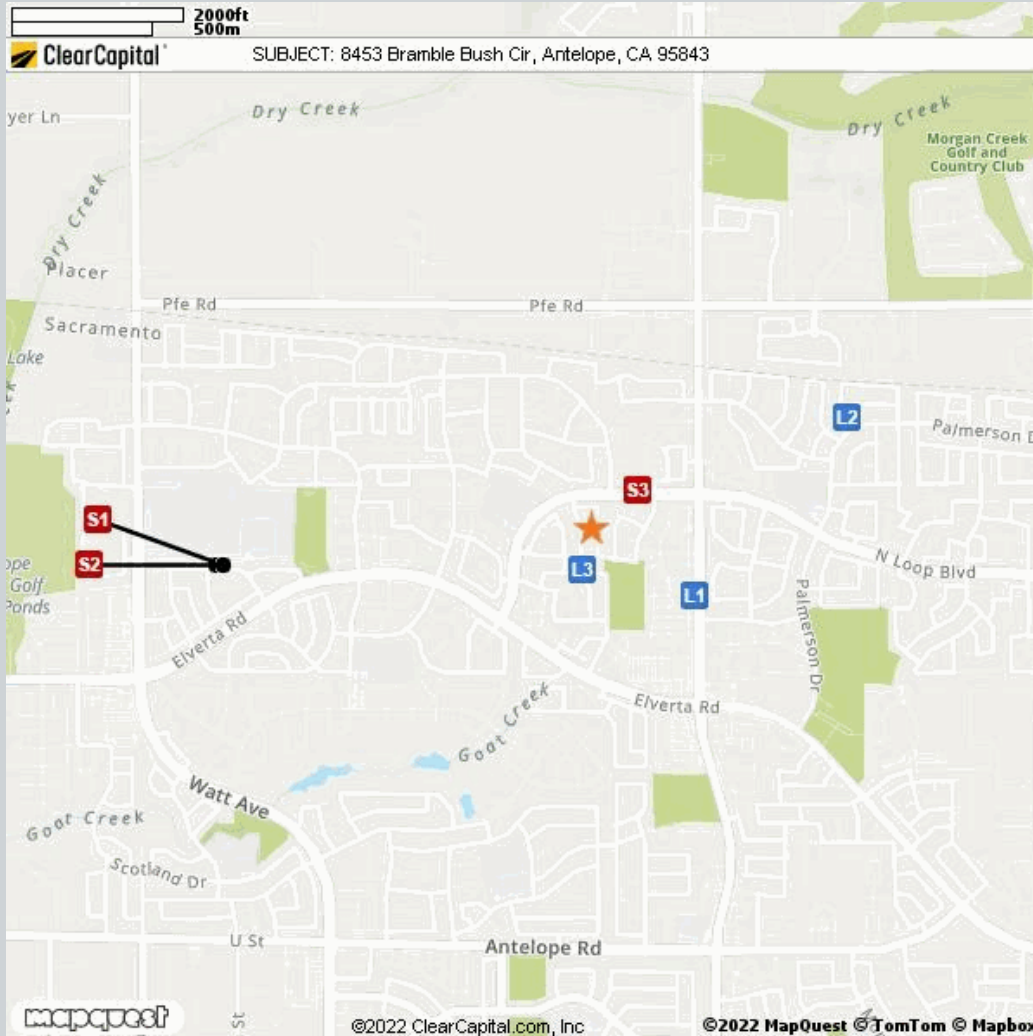 2000ft
500m
ClearCapital
SUBJECT: 8453 Bramble Bush Cir, Antelope, CA 95843
Dry Creek
Dry Creek
yer Ln
Morgan Creek
Golf and
Country Club
Dry Creek
Placer
Pfe Rd
Pfe Rd
Sacramento
Lake
L2
Palmerson D
S3
S1
N Loop Blvd
S2
ope
Golf
Ponds
L3
L1
Palmerson Dr
Elverta Rd
Elverta Rd
Goat Creek
Watt Ave
Goat Creek
Scotland Dr
U St
Antelope Rd
mapquest
St
©2022 ClearCapital.com, Inc
©2022 MapQuest © TomTom © Mapbo